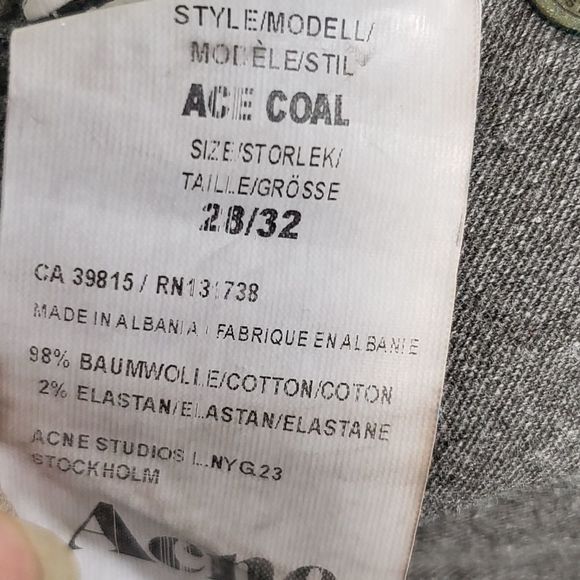 STYLE/MODELL/
MODÈLE/STIL
ACE COAL
SIZE/STORLEK/
TAILLE/GRÖSSE
28/32
CA 39815 / RN131738
MADE IN ALBANIA / FABRIQUE EN ALBANIE
98% BAUMWOLLE/COTTON/COTON
2% ELASTAN/ELASTAN/ELASTANE
ACNE STUDIOS L.NYG.23
STOCKHOLM
Acne